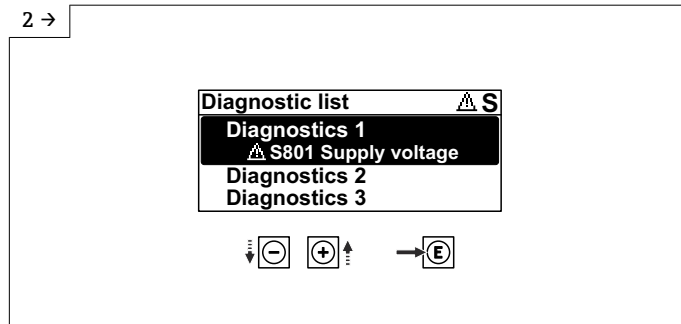 2 →
Diagnostic list ⚠ S
Diagnostics 1
⚠ S801 Supply voltage
Diagnostics 2
Diagnostics 3
− + E